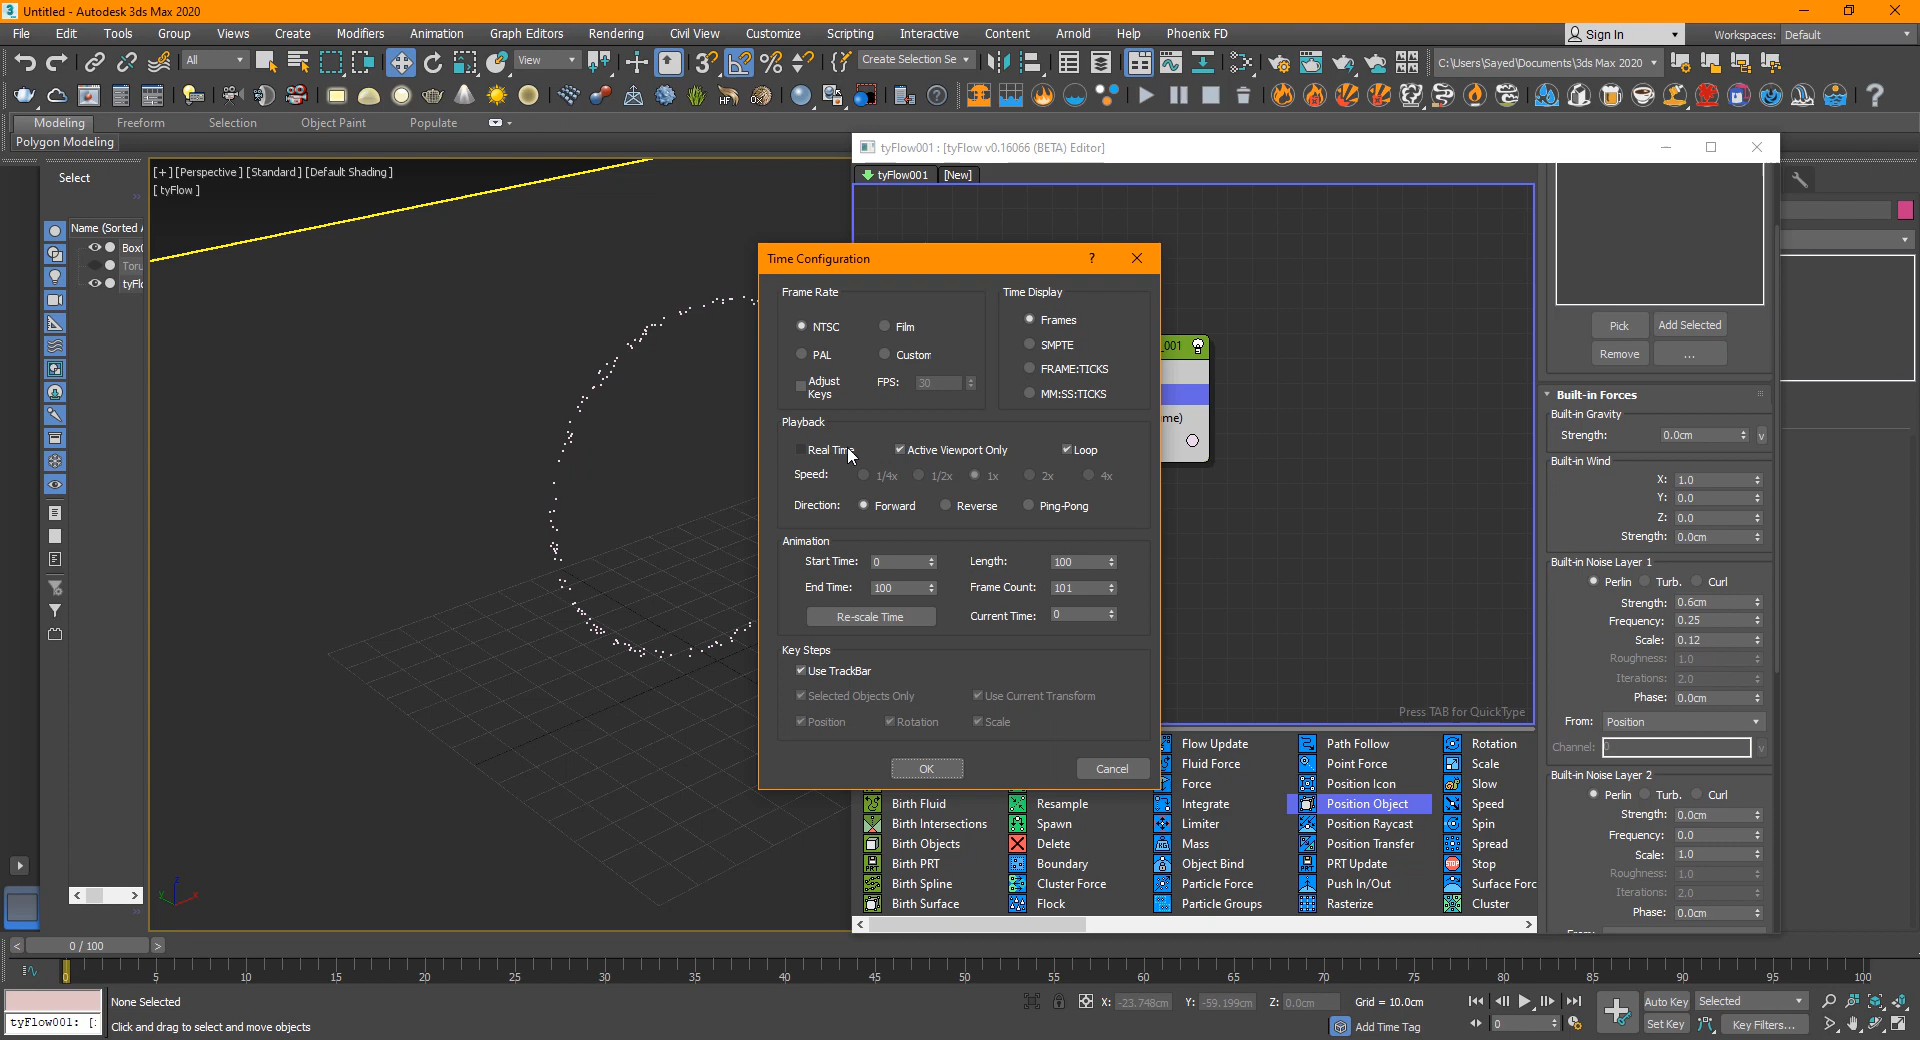 Untitled - Autodesk 3ds Max 2020
File Edit Tools Group Views Create Modifiers Animation Graph Editors Rendering Civil View Customize Scripting Interactive Content Arnold Help Phoenix FD Sign In Workspaces: Default
All View Create Selection Se C:\Users\Sayed\Documents\3ds Max 2020
Modeling Freeform Selection Object Paint Populate
Polygon Modeling
tyFlow001 : [tyFlow v0.16066 (BETA) Editor]
tyFlow001 [New]
Select
[+] [Perspective ] [Standard ] [Default Shading ]
[ tyFlow ]
Name (Sorted A
Box0
Toru
tyFlo
Time Configuration ?
Frame Rate Time Display
NTSC Film Frames
PAL Custom SMPTE
Adjust Keys FPS: 30 FRAME:TICKS
MM:SS:TICKS
Playback
Real Time Active Viewport Only Loop
Speed: 1/4x 1/2x 1x 2x 4x
Direction: Forward Reverse Ping-Pong
Animation
Start Time: 0 Length: 100
End Time: 100 Frame Count: 101
Re-scale Time Current Time: 0
Key Steps
Use TrackBar
Selected Objects Only Use Current Transform
Position Rotation Scale
OK Cancel
_001
me)
Press TAB for QuickType
Pick Add Selected
Remove ...
Built-in Forces
Built-in Gravity
Strength: 0.0cm v
Built-in Wind
X: 1.0
Y: 0.0
Z: 0.0
Strength: 0.0cm
Built-in Noise Layer 1
Perlin Turb. Curl
Strength: 0.6cm
Frequency: 0.25
Scale: 0.12
Roughness: 1.0
Iterations: 2.0
Phase: 0.0cm
From: Position
Channel: 0 v
Built-in Noise Layer 2
Perlin Turb. Curl
Strength: 0.0cm
Frequency: 0.0
Scale: 1.0
Roughness: 1.0
Iterations: 2.0
Phase: 0.0cm
Flow Update Path Follow Rotation
Fluid Force Point Force Scale
Force Position Icon Slow
Birth Fluid Resample Integrate Position Object Speed
Birth Intersections Spawn Limiter Position Raycast Spin
Birth Objects Delete Mass Position Transfer Spread
Birth PRT Boundary Object Bind PRT Update Stop
Birth Spline Cluster Force Particle Force Push In/Out Surface Forc
Birth Surface Flock Particle Groups Rasterize Cluster
< 0 / 100 >
0 5 10 15 20 25 30 35 40 45 50 55 60 65 70 75 80 85 90 95 100
None Selected X: -23.748cm Y: -59.199cm Z: 0.0cm Grid = 10.0cm Auto Key Selected
tyFlow001: [: Click and drag to select and move objects Add Time Tag 0 Set Key Key Filters...